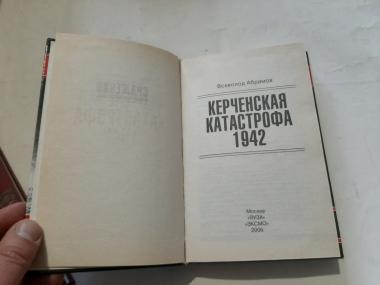 Всеволод Абрамов
КЕРЧЕНСКАЯ
КАТАСТРОФА
1942
Москва
«ЯУЗА»
«ЭКСМО»
2006